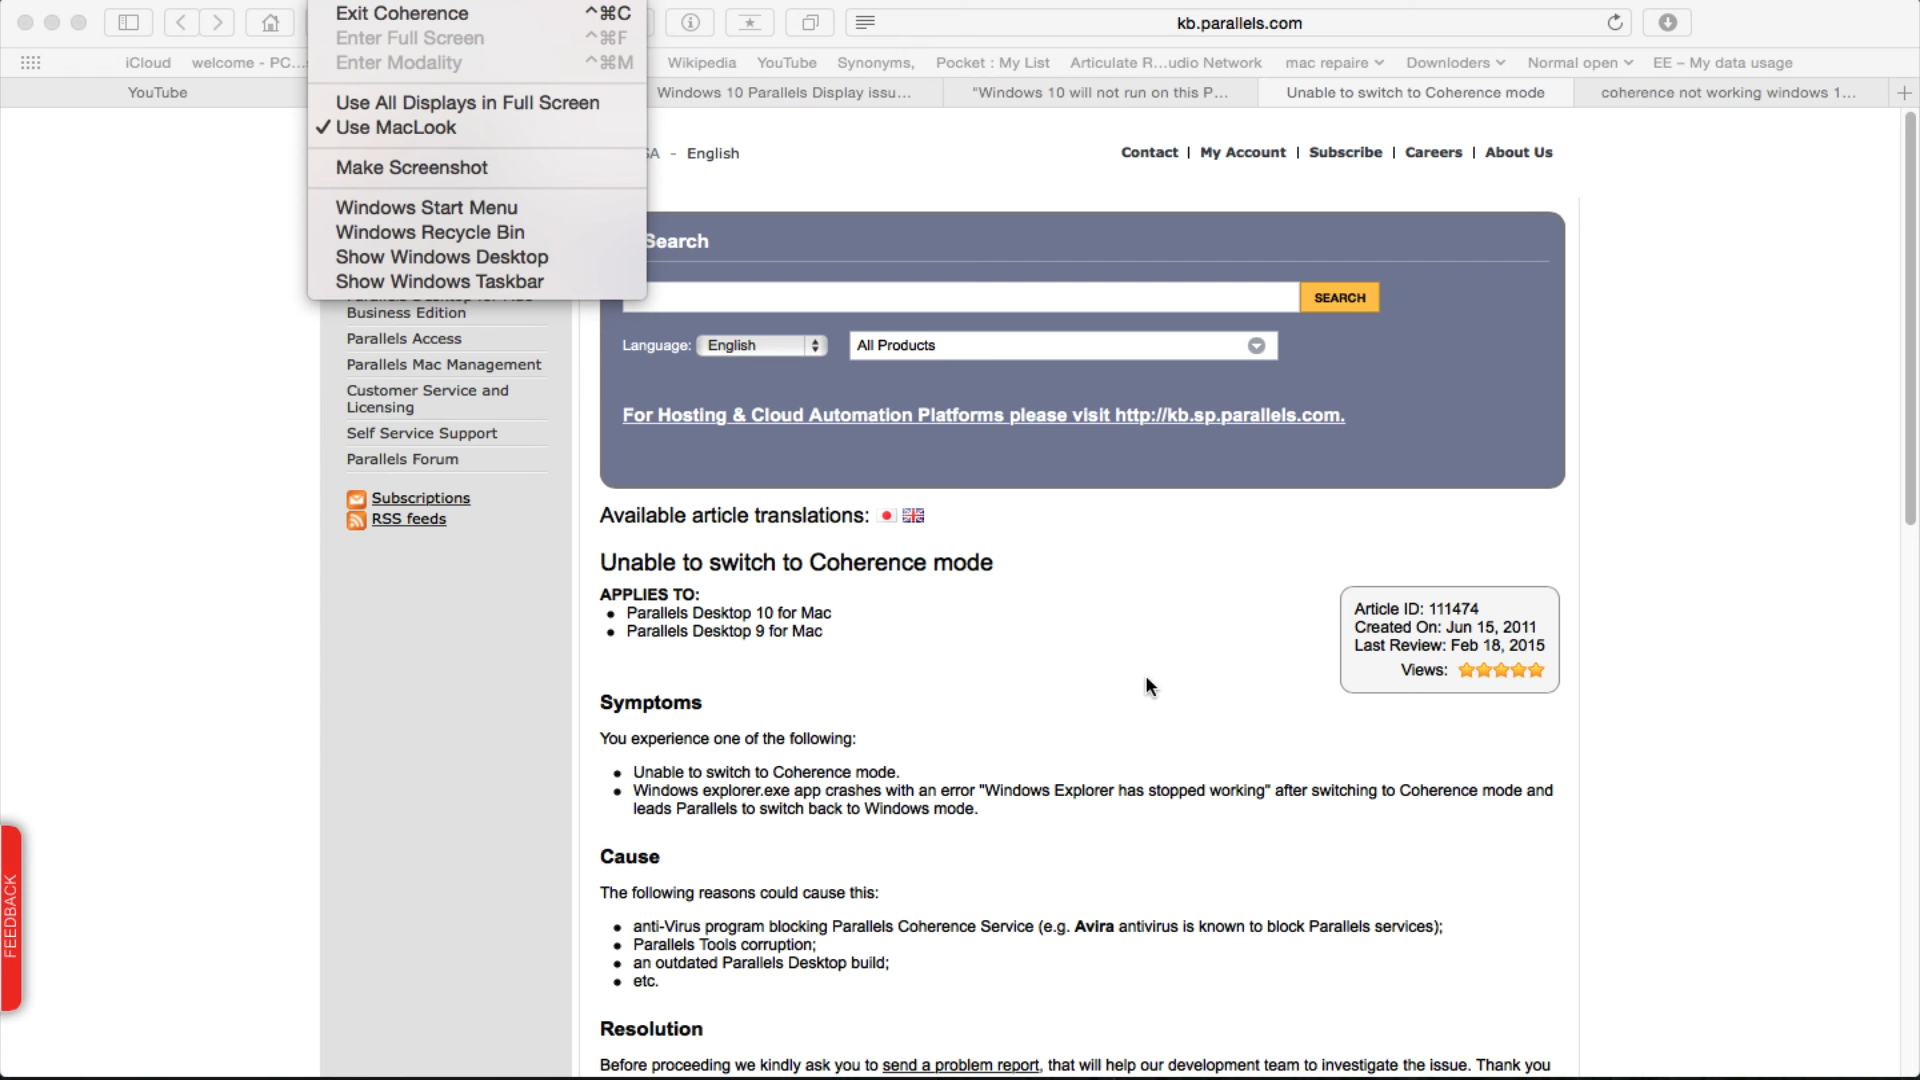 Exit Coherence ^⌘C
Enter Full Screen ^⌘F
Enter Modality ^⌘M
Use All Displays in Full Screen
✓ Use MacLook
Make Screenshot
Windows Start Menu
Windows Recycle Bin
Show Windows Desktop
Show Windows Taskbar
kb.parallels.com
iCloud welcome - PC...s Wikipedia YouTube Synonyms, Pocket : My List Articulate R...udio Network mac repaire Downloders Normal open EE – My data usage
YouTube Windows 10 Parallels Display issu... "Windows 10 will not run on this P... Unable to switch to Coherence mode coherence not working windows 1...
SA - English
Contact | My Account | Subscribe | Careers | About Us
Search
SEARCH
Language: English All Products
For Hosting & Cloud Automation Platforms please visit http://kb.sp.parallels.com.
Business Edition
Parallels Access
Parallels Mac Management
Customer Service and
Licensing
Self Service Support
Parallels Forum
Subscriptions
RSS feeds
Available article translations:
Unable to switch to Coherence mode
APPLIES TO:
Parallels Desktop 10 for Mac
Parallels Desktop 9 for Mac
Article ID: 111474
Created On: Jun 15, 2011
Last Review: Feb 18, 2015
Views:
Symptoms
You experience one of the following:
Unable to switch to Coherence mode.
Windows explorer.exe app crashes with an error "Windows Explorer has stopped working" after switching to Coherence mode and
leads Parallels to switch back to Windows mode.
Cause
The following reasons could cause this:
anti-Virus program blocking Parallels Coherence Service (e.g. Avira antivirus is known to block Parallels services);
Parallels Tools corruption;
an outdated Parallels Desktop build;
etc.
Resolution
Before proceeding we kindly ask you to send a problem report, that will help our development team to investigate the issue. Thank you
FEEDBACK